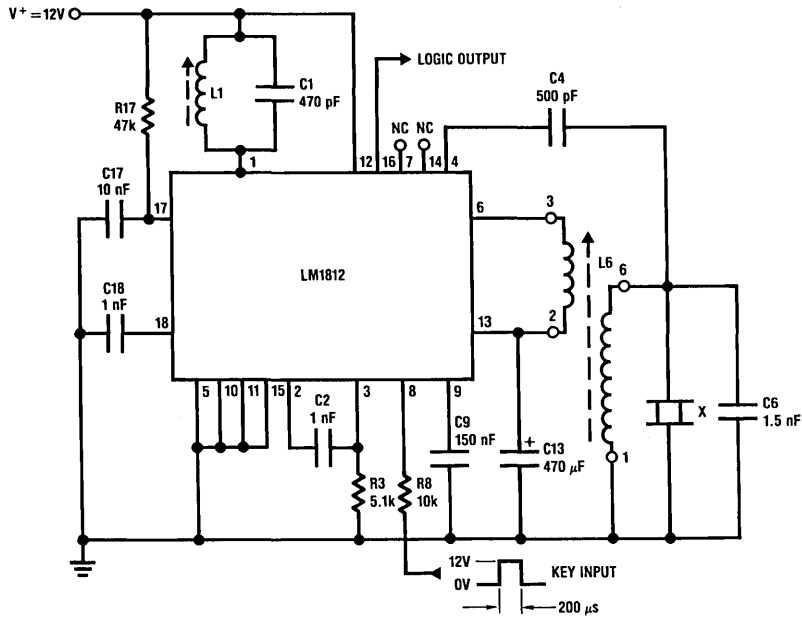 V+ = 12V
R17
47k
L1
C1
470 pF
LOGIC OUTPUT
C4
500 pF
NC NC
1
12 16 7 14 4
C17
10 nF
17
6
3
LM1812
L6
6
C18
1 nF
18
13
2
5 10 11 15 2 3 8 9
C2
1 nF
C9
150 nF
X
C6
1.5 nF
+
C13
470 µF
1
R3
5.1k
R8
10k
12V
0V
KEY INPUT
200 µs